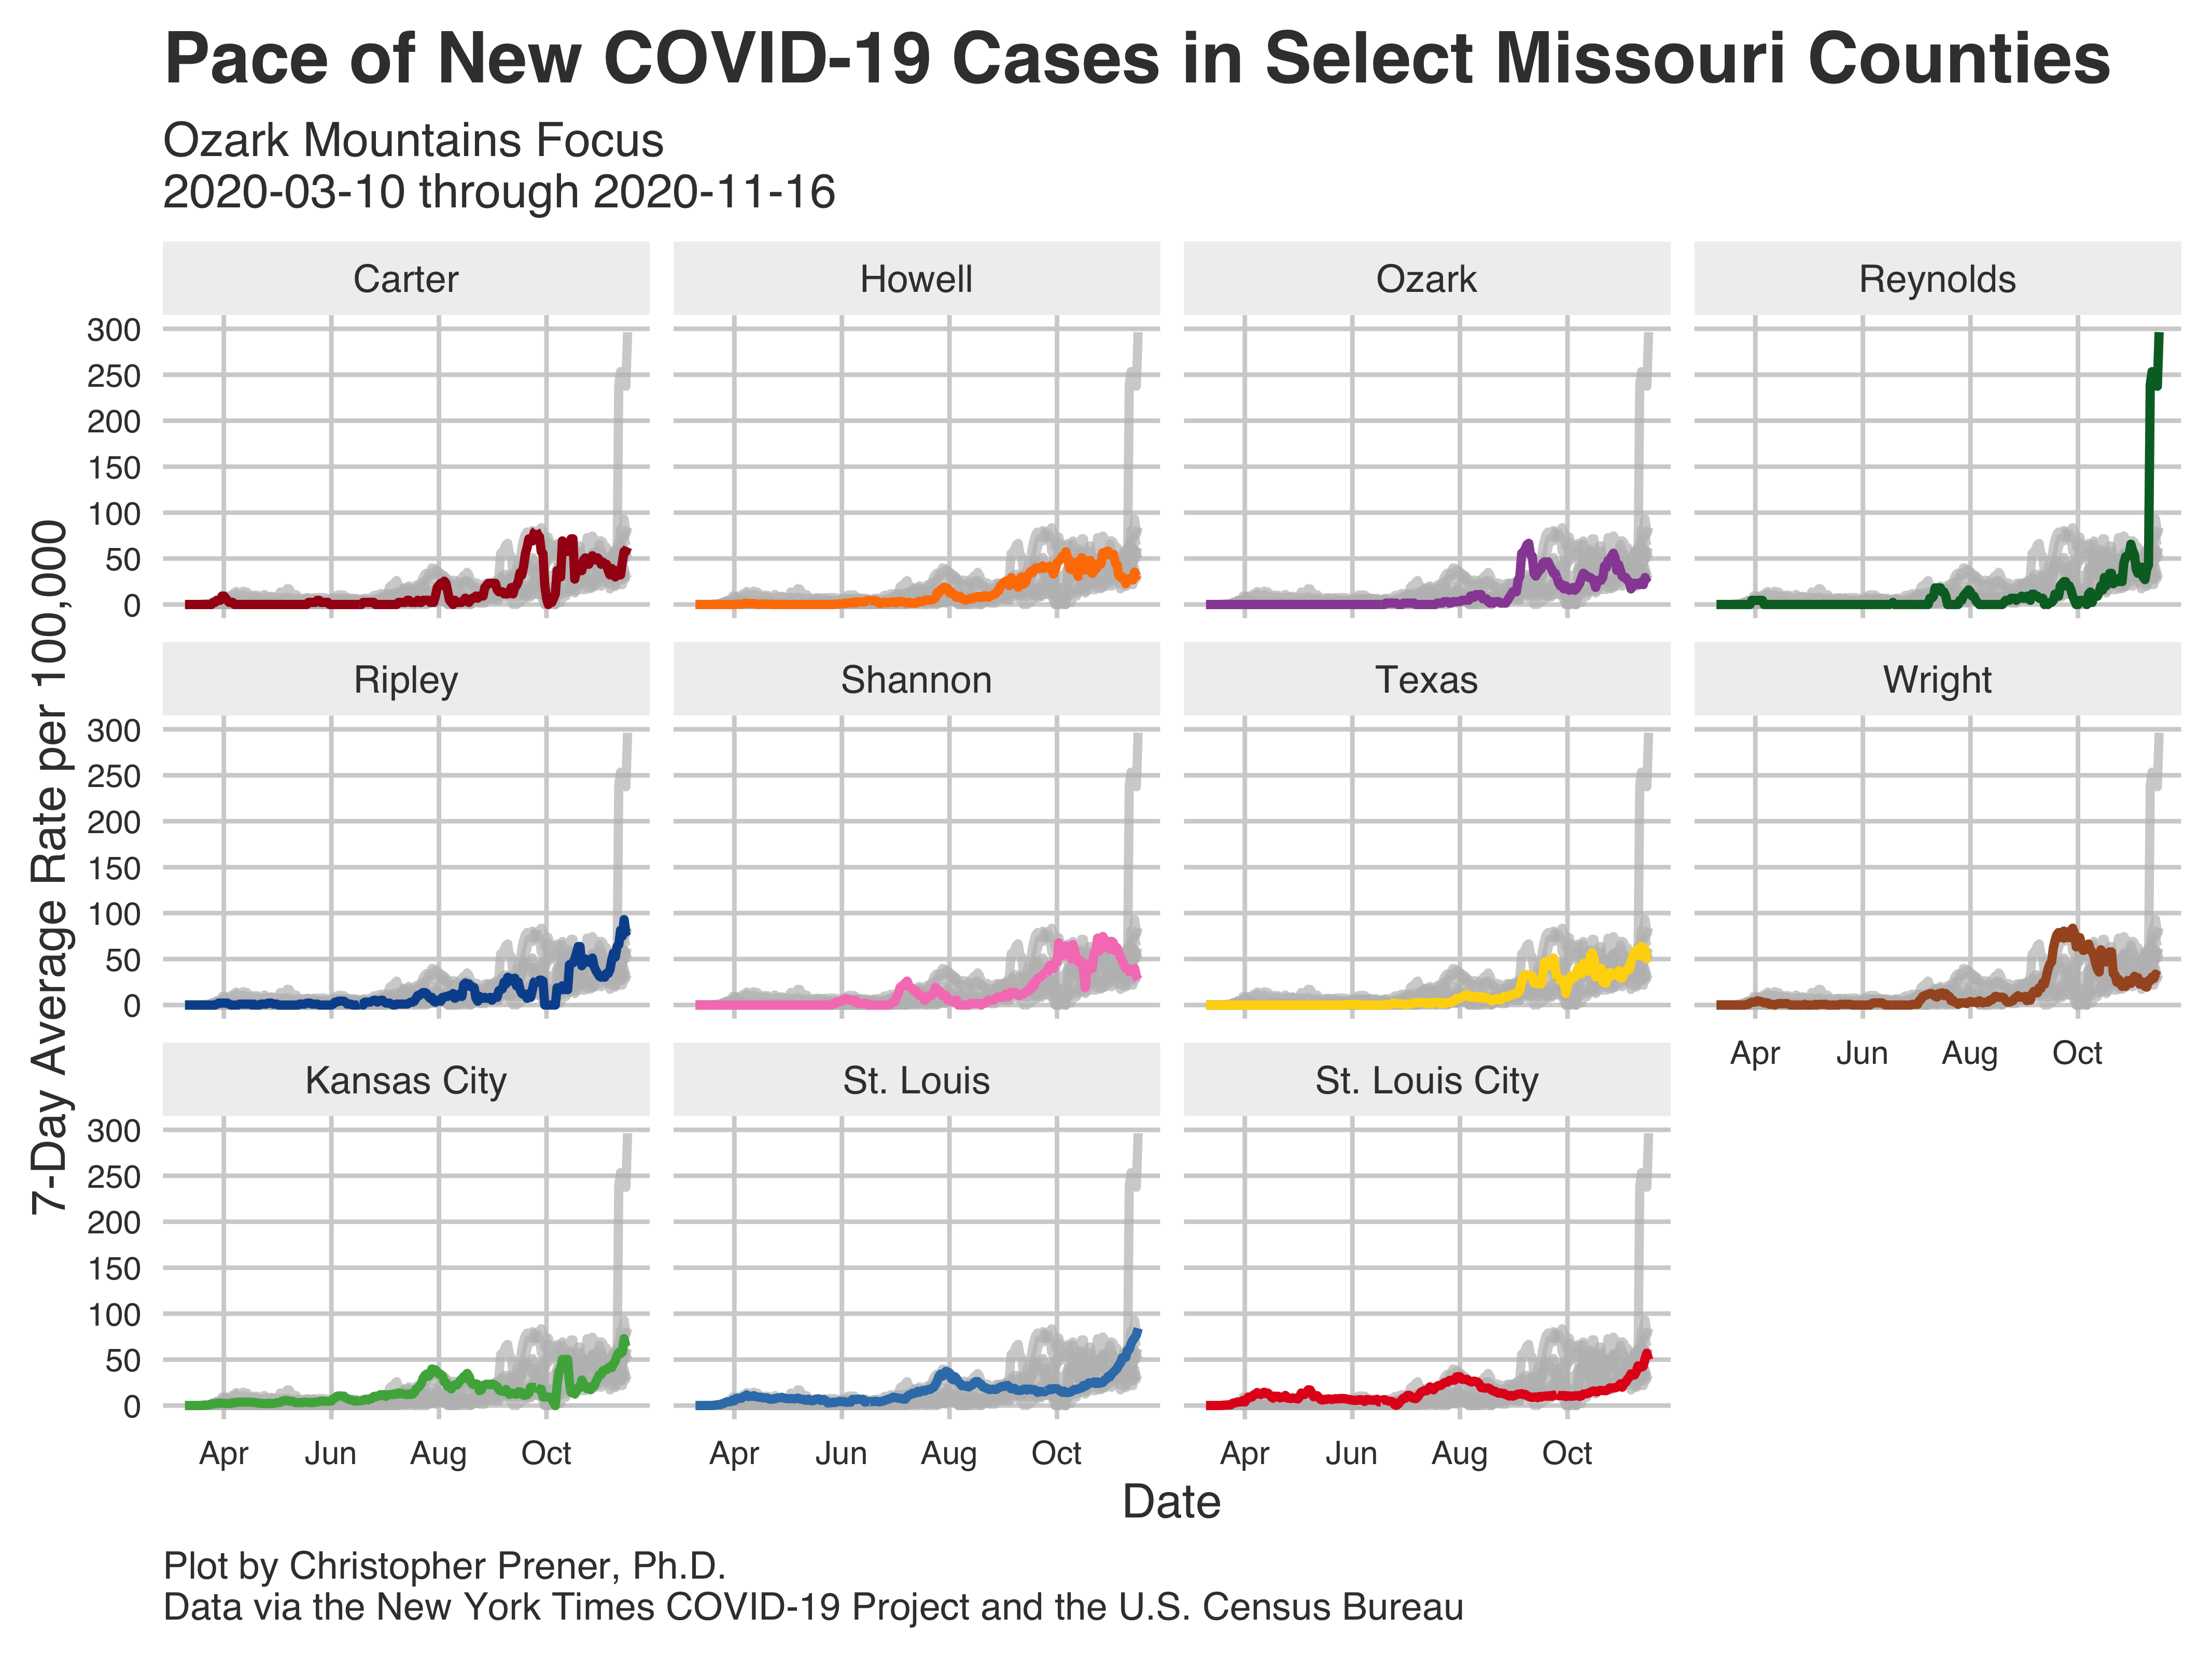 Pace of New COVID-19 Cases in Select Missouri Counties
Ozark Mountains Focus
2020-03-10 through 2020-11-16
7-Day Average Rate per 100,000
Carter
Howell
Ozark
Reynolds
300
250
200
150
100
50
0
Ripley
Shannon
Texas
Wright
300
250
200
150
100
50
0
Apr Jun Aug Oct
Kansas City
St. Louis
St. Louis City
300
250
200
150
100
50
0
Apr Jun Aug Oct
Apr Jun Aug Oct
Apr Jun Aug Oct
Date
Plot by Christopher Prener, Ph.D.
Data via the New York Times COVID-19 Project and the U.S. Census Bureau